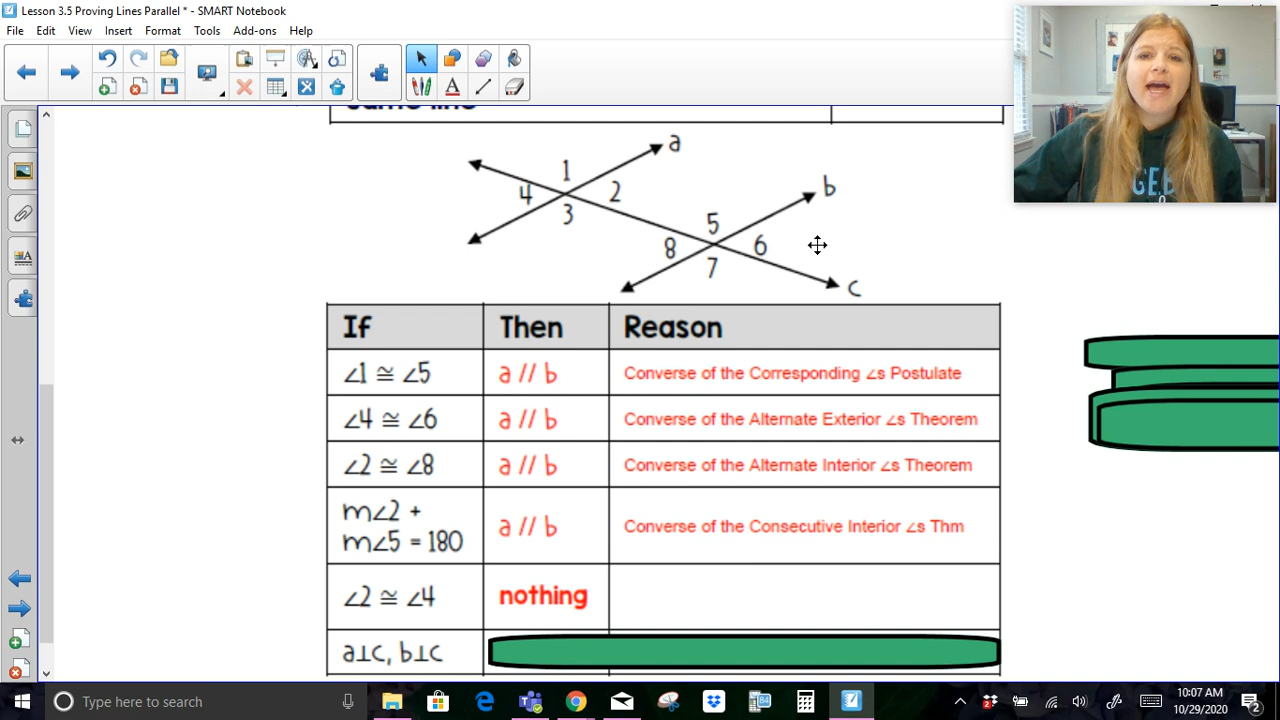 Lesson 3.5 Proving Lines Parallel * - SMART Notebook
File Edit View Insert Format Tools Add-ons Help
same line
a
1
b
4 2
3
5
8 6
7
c
If Then Reason
∠1 ≅ ∠5 a // b Converse of the Corresponding ∠s Postulate
∠4 ≅ ∠6 a // b Converse of the Alternate Exterior ∠s Theorem
∠2 ≅ ∠8 a // b Converse of the Alternate Interior ∠s Theorem
m∠2 +
m∠5 = 180 a // b Converse of the Consecutive Interior ∠s Thm
∠2 ≅ ∠4 nothing
a⊥c, b⊥c
Type here to search
10:07 AM
10/29/2020